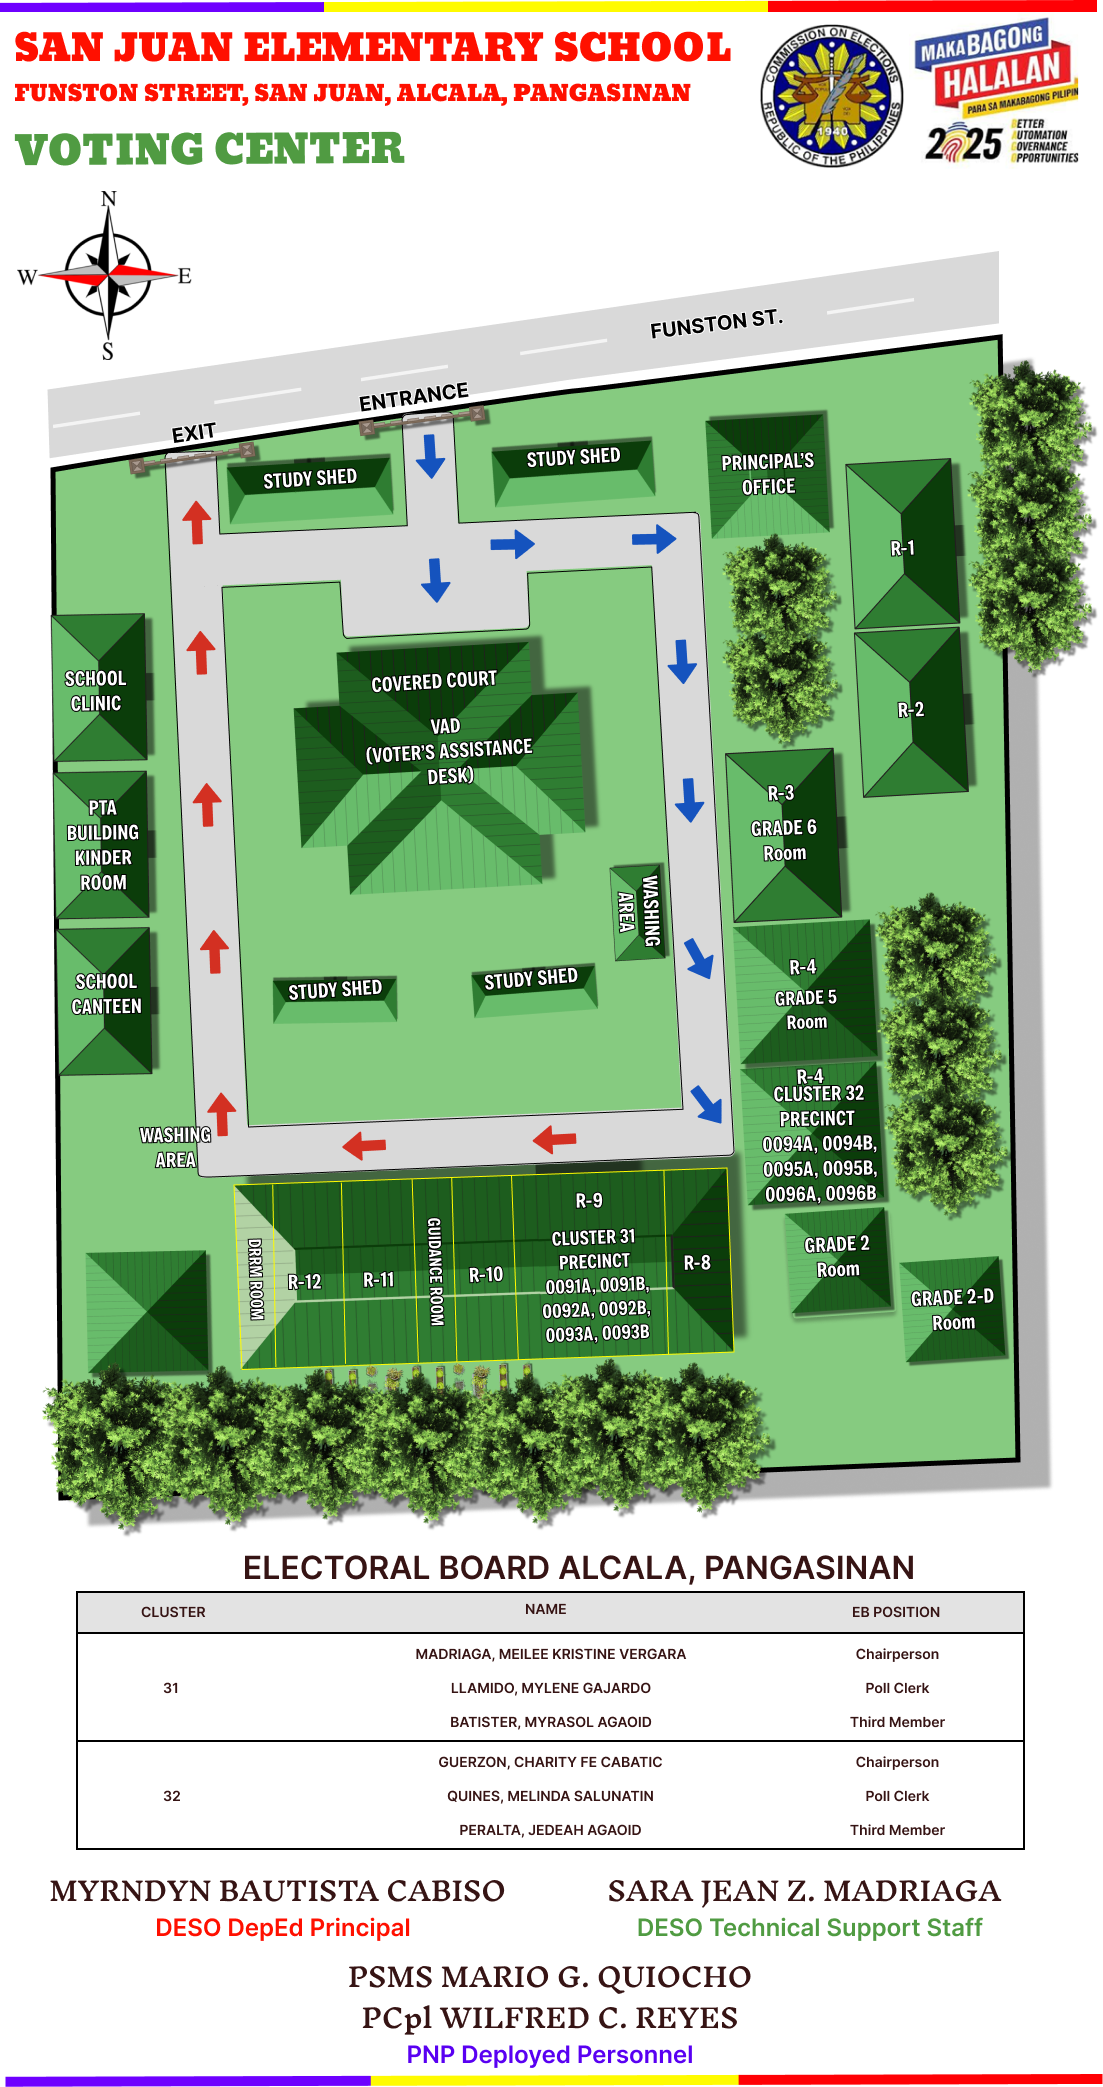 SAN JUAN ELEMENTARY SCHOOL
FUNSTON STREET, SAN JUAN, ALCALA, PANGASINAN
VOTING CENTER
COMMISSION ON ELECTIONS
1940
REPUBLIC OF THE PHILIPPINES
MAKABAGONG
HALALAN
PARA SA MAKABAGONG PILIPIN
2025
BETTER
AUTOMATION
GOVERNANCE
OPPORTUNITIES
N
W
E
S
FUNSTON ST.
ENTRANCE
EXIT
STUDY SHED
STUDY SHED
PRINCIPAL'S
OFFICE
R-1
R-2
SCHOOL
CLINIC
COVERED COURT
VAD
(VOTER'S ASSISTANCE
DESK)
PTA
BUILDING
KINDER
ROOM
R-3
GRADE 6
Room
WASHING
AREA
SCHOOL
CANTEEN
STUDY SHED
STUDY SHED
R-4
GRADE 5
Room
R-4
CLUSTER 32
PRECINCT
0094A, 0094B,
0095A, 0095B,
0096A, 0096B
WASHING
AREA
DRRM ROOM
R-12
R-11
GUIDANCE ROOM
R-10
R-9
CLUSTER 31
PRECINCT
0091A, 0091B,
0092A, 0092B,
0093A, 0093B
R-8
GRADE 2
Room
GRADE 2-D
Room
ELECTORAL BOARD ALCALA, PANGASINAN
CLUSTER NAME EB POSITION
MADRIAGA, MEILEE KRISTINE VERGARA Chairperson
31 LLAMIDO, MYLENE GAJARDO Poll Clerk
BATISTER, MYRASOL AGAOID Third Member
GUERZON, CHARITY FE CABATIC Chairperson
32 QUINES, MELINDA SALUNATIN Poll Clerk
PERALTA, JEDEAH AGAOID Third Member
MYRNDYN BAUTISTA CABISO
DESO DepEd Principal
SARA JEAN Z. MADRIAGA
DESO Technical Support Staff
PSMS MARIO G. QUIOCHO
PCpl WILFRED C. REYES
PNP Deployed Personnel